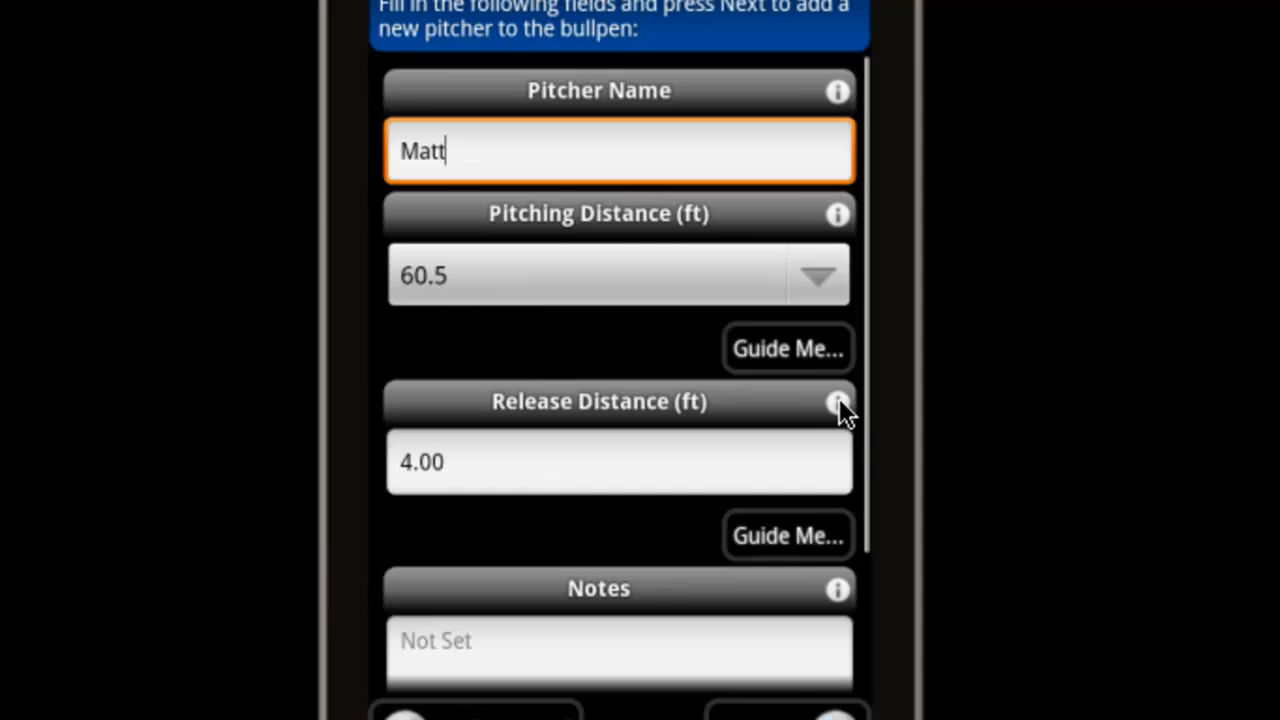 Fill in the following fields and press Next to add a
new pitcher to the bullpen:
Pitcher Name
Matt
Pitching Distance (ft)
60.5
Guide Me...
Release Distance (ft)
4.00
Guide Me...
Notes
Not Set